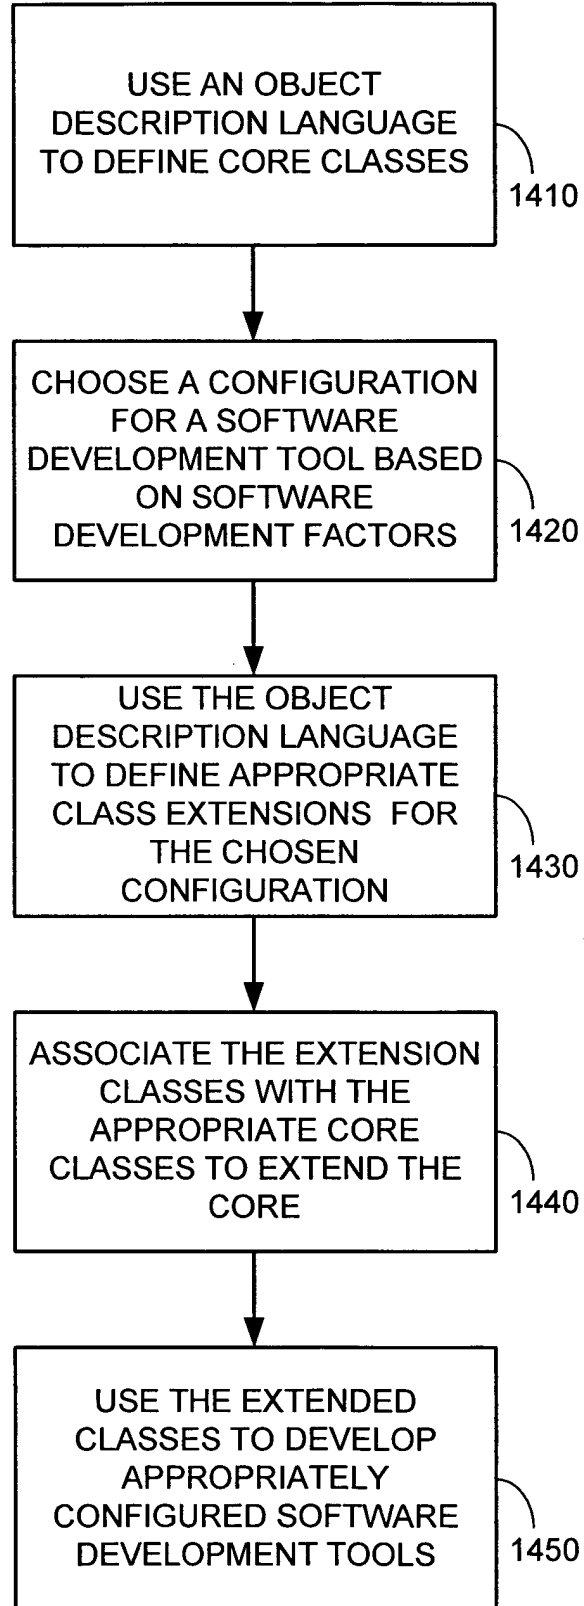 USE AN OBJECT
DESCRIPTION LANGUAGE
TO DEFINE CORE CLASSES
1410
CHOOSE A CONFIGURATION
FOR A SOFTWARE
DEVELOPMENT TOOL BASED
ON SOFTWARE
DEVELOPMENT FACTORS
1420
USE THE OBJECT
DESCRIPTION LANGUAGE
TO DEFINE APPROPRIATE
CLASS EXTENSIONS FOR
THE CHOSEN
CONFIGURATION
1430
ASSOCIATE THE EXTENSION
CLASSES WITH THE
APPROPRIATE CORE
CLASSES TO EXTEND THE
CORE
1440
USE THE EXTENDED
CLASSES TO DEVELOP
APPROPRIATELY
CONFIGURED SOFTWARE
DEVELOPMENT TOOLS
1450